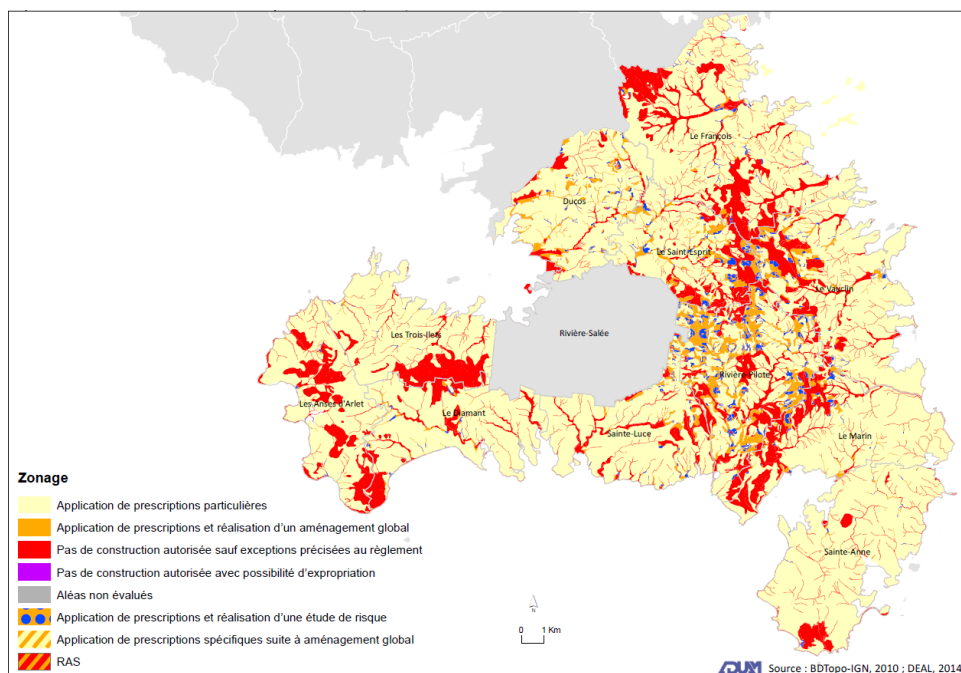 Le François
Ducos
Le Saint-Esprit
Le Vauclin
Rivière-Salée
Les Trois-Ilets
Rivière-Pilote
Les Anses d'Arlet
Le Diamant
Sainte-Luce
Le Marin
Sainte-Anne
Zonage
Application de prescriptions particulières
Application de prescriptions et réalisation d'un aménagement global
Pas de construction autorisée sauf exceptions précisées au règlement
Pas de construction autorisée avec possibilité d'expropriation
Aléas non évalués
Application de prescriptions et réalisation d'une étude de risque
Application de prescriptions spécifiques suite à aménagement global
RAS
N
0 1 Km
ADUM Source : BDTopo-IGN, 2010 ; DEAL, 2014